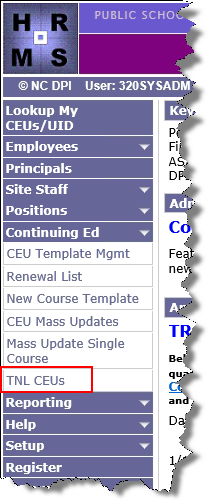 H R
M S
PUBLIC SCHOO
© NC DPI User: 320SYSADM
Lookup My
CEUs/UID
Employees
Principals
Site Staff
Positions
Continuing Ed
CEU Template Mgmt
Renewal List
New Course Template
CEU Mass Updates
Mass Update Single
Course
TNL CEUs
Reporting
Help
Setup
Register
Key
Po
Fi
AS
DP
Adr
Co
Feat
new
TR
Be
qua
Co
and
Da
1/